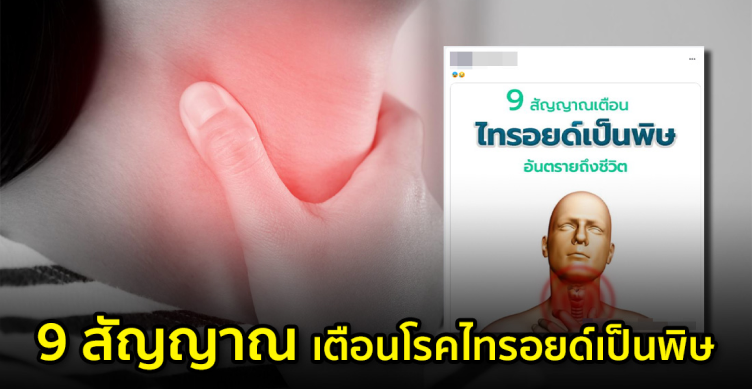 9 สัญญาณเตือน
ไทรอยด์เป็นพิษ
อันตรายถึงชีวิต
9 สัญญาณ เตือนโรคไทรอยด์เป็นพิษ